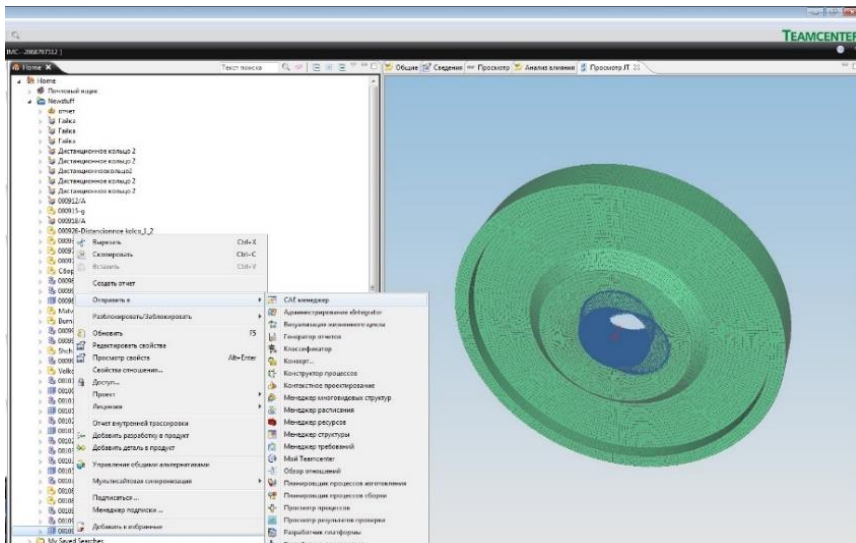 TEAMCENTER
Home
Текст поиска
Общие
Сведения
Просмотр
Анализ влияния
Просмотр JT
Home
Почтовый ящик
Newstuff
отчет
Гайка
Гайка
Гайка
Дистанционное кольцо 2
Дистанционное кольцо 2
Дистанционноекольцо2
Дистанционное кольцо 2
Дистанционное кольцо 2
000912/A
000915-g
000918/A
000926-Distancionnoe kolco_1_2
Вырезать Ctrl+X
Скопировать Ctrl+C
Вставить Ctrl+V
Создать отчет
Отправить в
Разблокировать/Заблокировать
Обновить F5
Редактировать свойства
Просмотр свойств Alt+Enter
Свойства отношения...
Доступ...
Проект
Лицензия
Отчет внутренней трассировки
Добавить разработку в продукт
Добавить деталь в продукт
Управление общими альтернативами
Мультисайтовая синхронизация
Подписаться ...
Менеджер подписки ...
Добавить в избранные
CAE менеджер
Администрирование eIntegrator
Визуализация жизненного цикла
Генератор отчетов
Классификатор
Конверт...
Конструктор процессов
Контекстное проектирование
Менеджер многовидовых структур
Менеджер расписания
Менеджер ресурсов
Менеджер структуры
Менеджер требований
Мой Teamcenter
Обзор отношений
Планировщик процессов изготовления
Планировщик процессов сборки
Просмотр процессов
Просмотр результатов проверки
Разработчик платформы
My Saved Searches